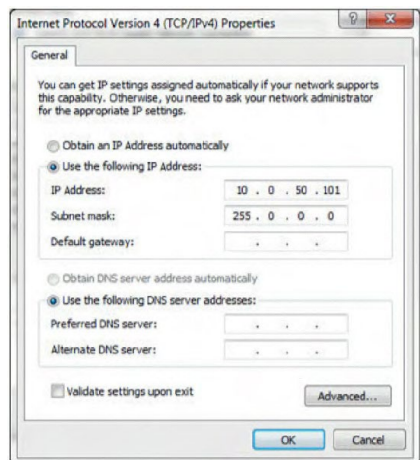 Internet Protocol Version 4 (TCP/IPv4) Properties
General
You can get IP settings assigned automatically if your network supports
this capability. Otherwise, you need to ask your network administrator
for the appropriate IP settings.
Obtain an IP Address automatically
Use the following IP Address:
IP Address: 10 . 0 . 50 . 101
Subnet mask: 255 . 0 . 0 . 0
Default gateway: . . .
Obtain DNS server address automatically
Use the following DNS server addresses:
Preferred DNS server: . . .
Alternate DNS server: . . .
Validate settings upon exit
Advanced...
OK Cancel